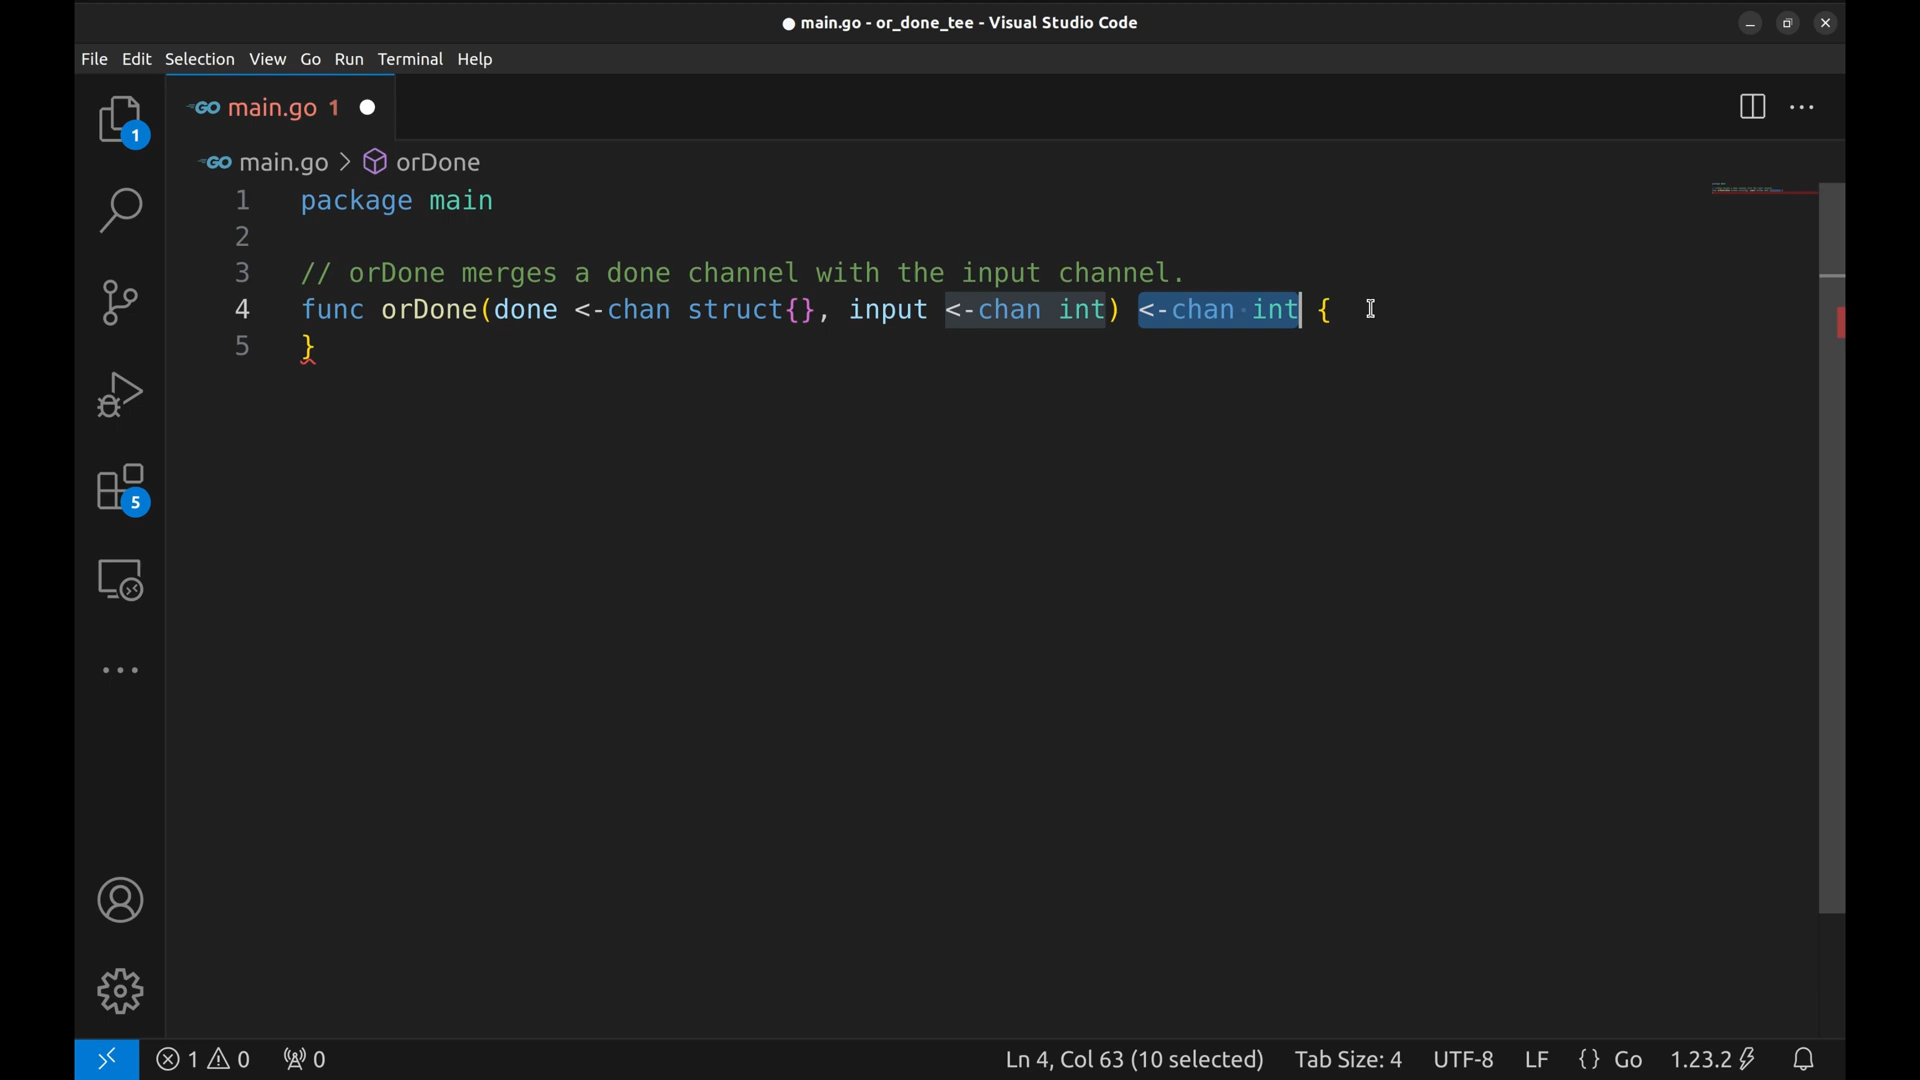 main.go - or_done_tee - Visual Studio Code
File Edit Selection View Go Run Terminal Help
GO main.go 1
1
GO main.go > orDone
1 package main
2
3 // orDone merges a done channel with the input channel.
4 func orDone(done <-chan struct{}, input <-chan int) <-chan int {
5 }
5
1 0 0 Ln 4, Col 63 (10 selected) Tab Size: 4 UTF-8 LF {} Go 1.23.2